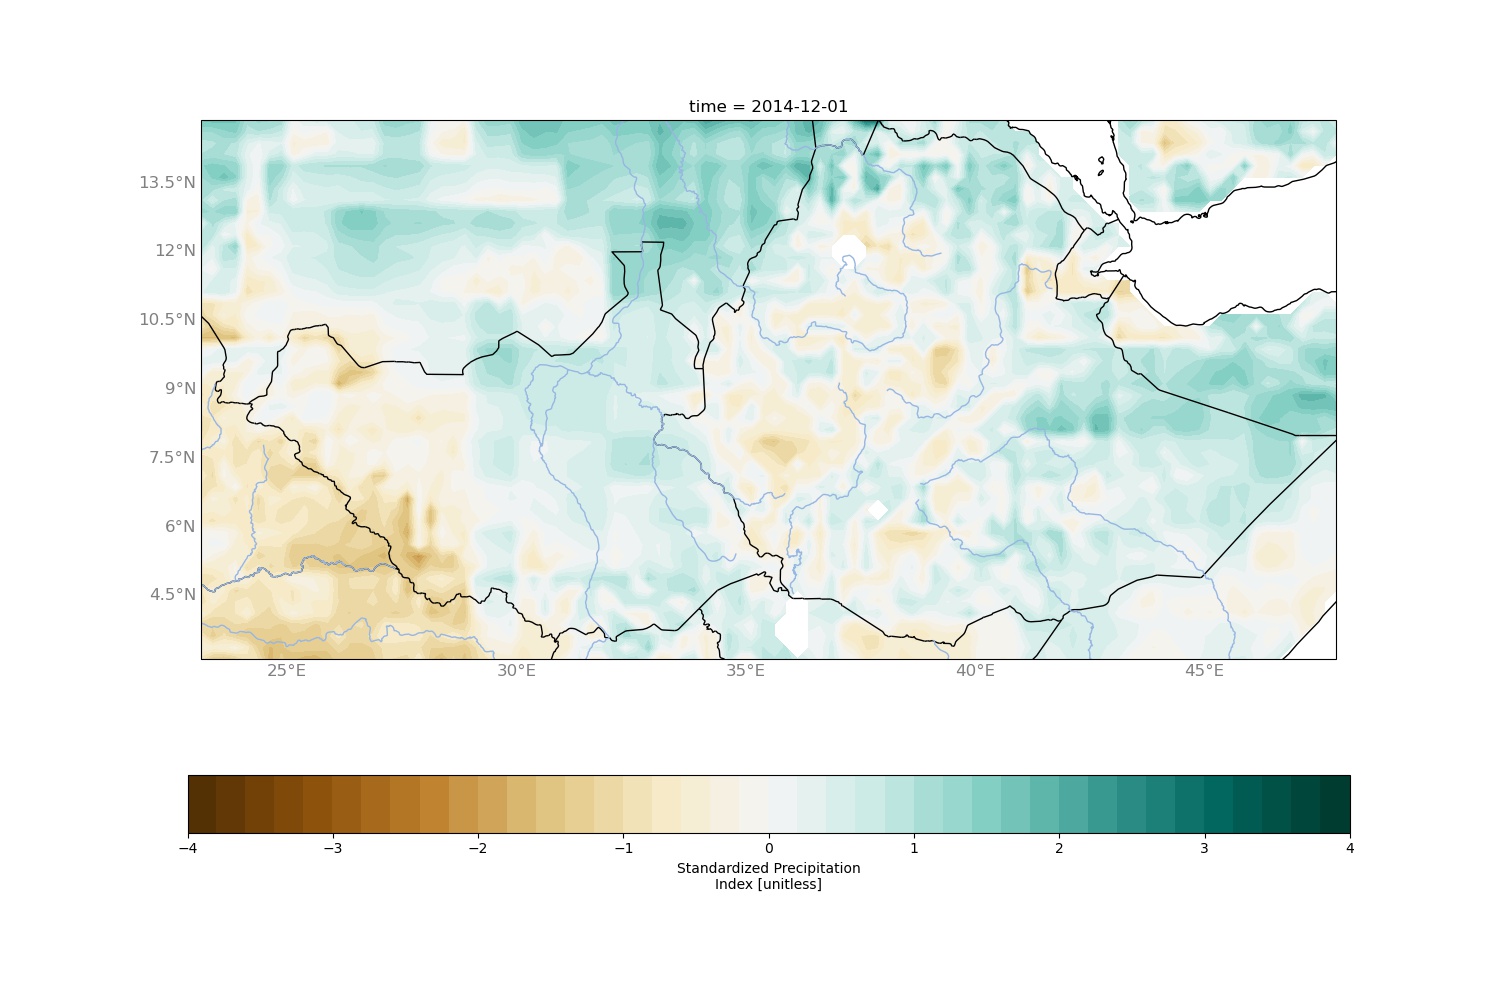 time = 2014-12-01
13.5°N
12°N
10.5°N
9°N
7.5°N
6°N
4.5°N
25°E 30°E 35°E 40°E 45°E
−4 −3 −2 −1 0 1 2 3 4
Standardized Precipitation
Index [unitless]